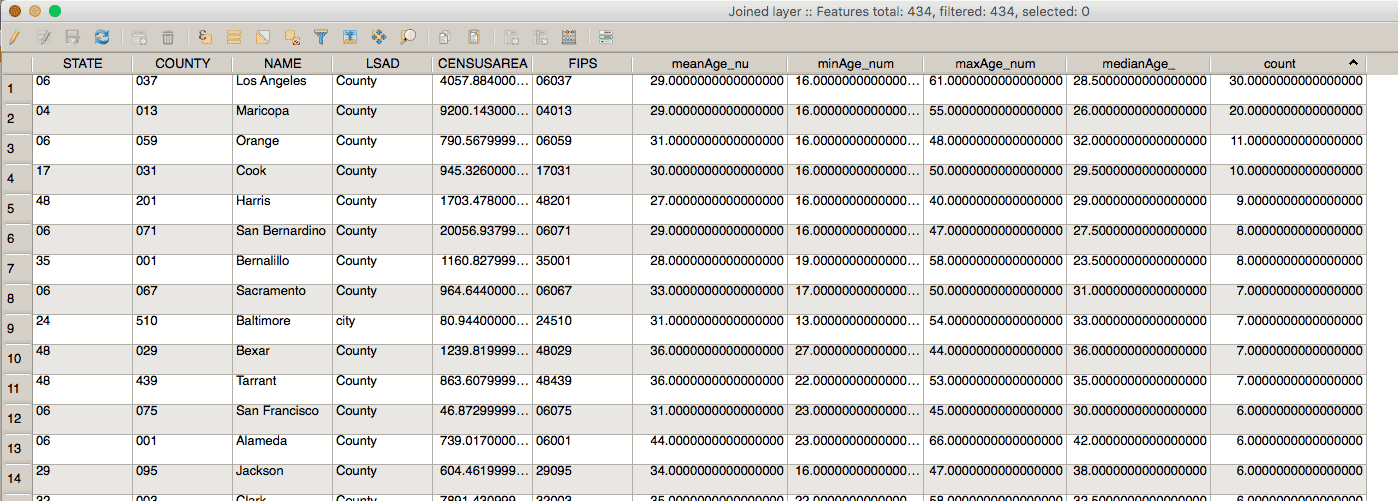 Joined layer :: Features total: 434, filtered: 434, selected: 0
STATE COUNTY NAME LSAD CENSUSAREA FIPS meanAge_nu minAge_num maxAge_num medianAge_ count
1 06 037 Los Angeles County 4057.884000... 06037 29.0000000000000000 16.0000000000000... 61.0000000000000000 28.5000000000000000 30.0000000000000000
2 04 013 Maricopa County 9200.143000... 04013 29.0000000000000000 16.0000000000000... 55.0000000000000000 26.0000000000000000 20.0000000000000000
3 06 059 Orange County 790.5679999... 06059 31.0000000000000000 16.0000000000000... 48.0000000000000000 32.0000000000000000 11.0000000000000000
4 17 031 Cook County 945.3260000... 17031 30.0000000000000000 16.0000000000000... 50.0000000000000000 29.5000000000000000 10.0000000000000000
5 48 201 Harris County 1703.478000... 48201 27.0000000000000000 16.0000000000000... 40.0000000000000000 29.0000000000000000 9.0000000000000000
6 06 071 San Bernardino County 20056.93799... 06071 29.0000000000000000 16.0000000000000... 47.0000000000000000 27.5000000000000000 8.0000000000000000
7 35 001 Bernalillo County 1160.827999... 35001 28.0000000000000000 19.0000000000000... 58.0000000000000000 23.5000000000000000 8.0000000000000000
8 06 067 Sacramento County 964.6440000... 06067 33.0000000000000000 17.0000000000000... 50.0000000000000000 31.0000000000000000 7.0000000000000000
9 24 510 Baltimore city 80.94400000... 24510 31.0000000000000000 13.0000000000000... 54.0000000000000000 33.0000000000000000 7.0000000000000000
10 48 029 Bexar County 1239.819999... 48029 36.0000000000000000 27.0000000000000... 44.0000000000000000 36.0000000000000000 7.0000000000000000
11 48 439 Tarrant County 863.6079999... 48439 36.0000000000000000 22.0000000000000... 53.0000000000000000 35.0000000000000000 7.0000000000000000
12 06 075 San Francisco County 46.87299999... 06075 31.0000000000000000 23.0000000000000... 45.0000000000000000 30.0000000000000000 6.0000000000000000
13 06 001 Alameda County 739.0170000... 06001 44.0000000000000000 23.0000000000000... 66.0000000000000000 42.0000000000000000 6.0000000000000000
14 29 095 Jackson County 604.4619999... 29095 34.0000000000000000 16.0000000000000... 47.0000000000000000 38.0000000000000000 6.0000000000000000
32 003 Clark County 7891.430999... 32003